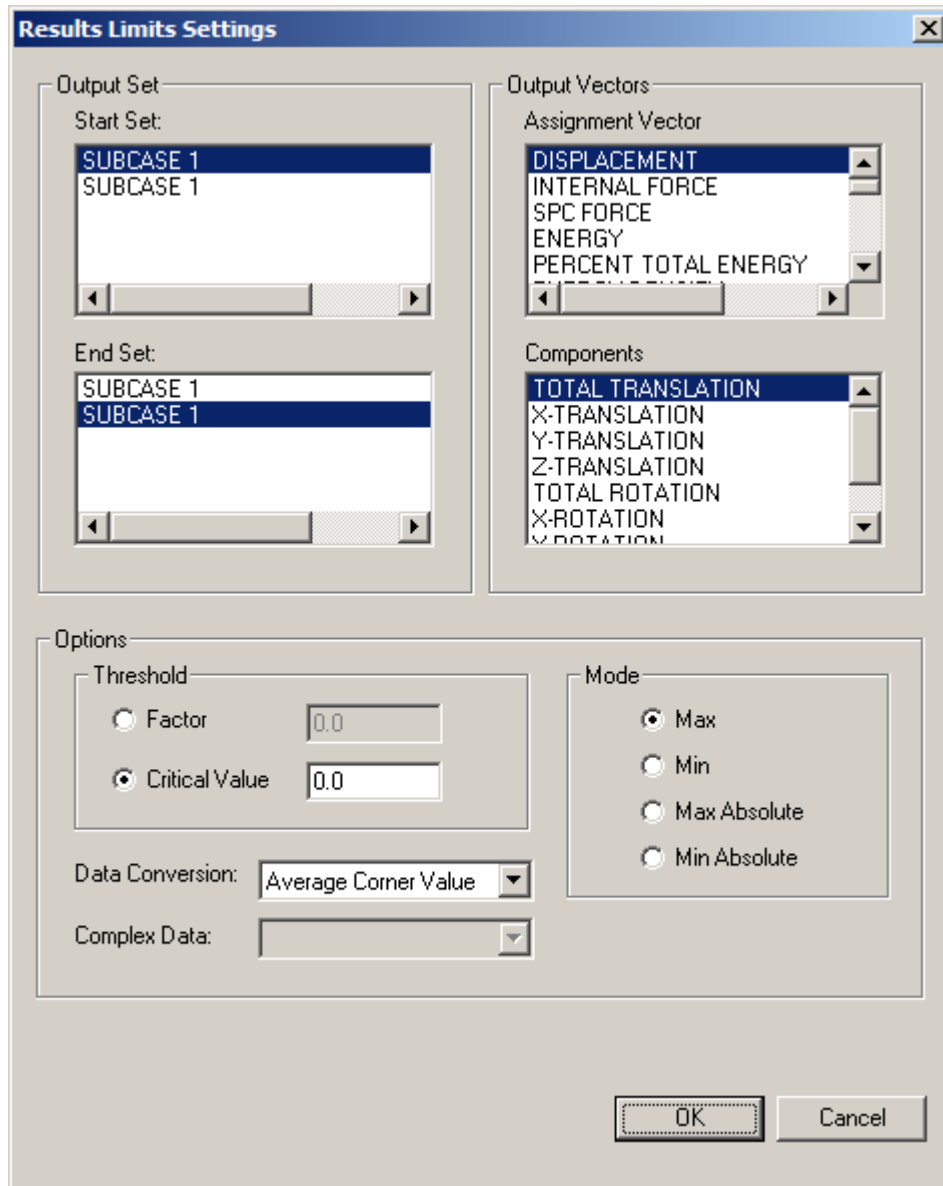 Results Limits Settings
Output Set
Start Set:
SUBCASE 1
SUBCASE 1
End Set:
SUBCASE 1
SUBCASE 1
Output Vectors
Assignment Vector
DISPLACEMENT
INTERNAL FORCE
SPC FORCE
ENERGY
PERCENT TOTAL ENERGY
Components
TOTAL TRANSLATION
X-TRANSLATION
Y-TRANSLATION
Z-TRANSLATION
TOTAL ROTATION
X-ROTATION
Y-ROTATION
Options
Threshold
Factor 0.0
Critical Value 0.0
Data Conversion: Average Corner Value
Complex Data:
Mode
Max
Min
Max Absolute
Min Absolute
OK Cancel